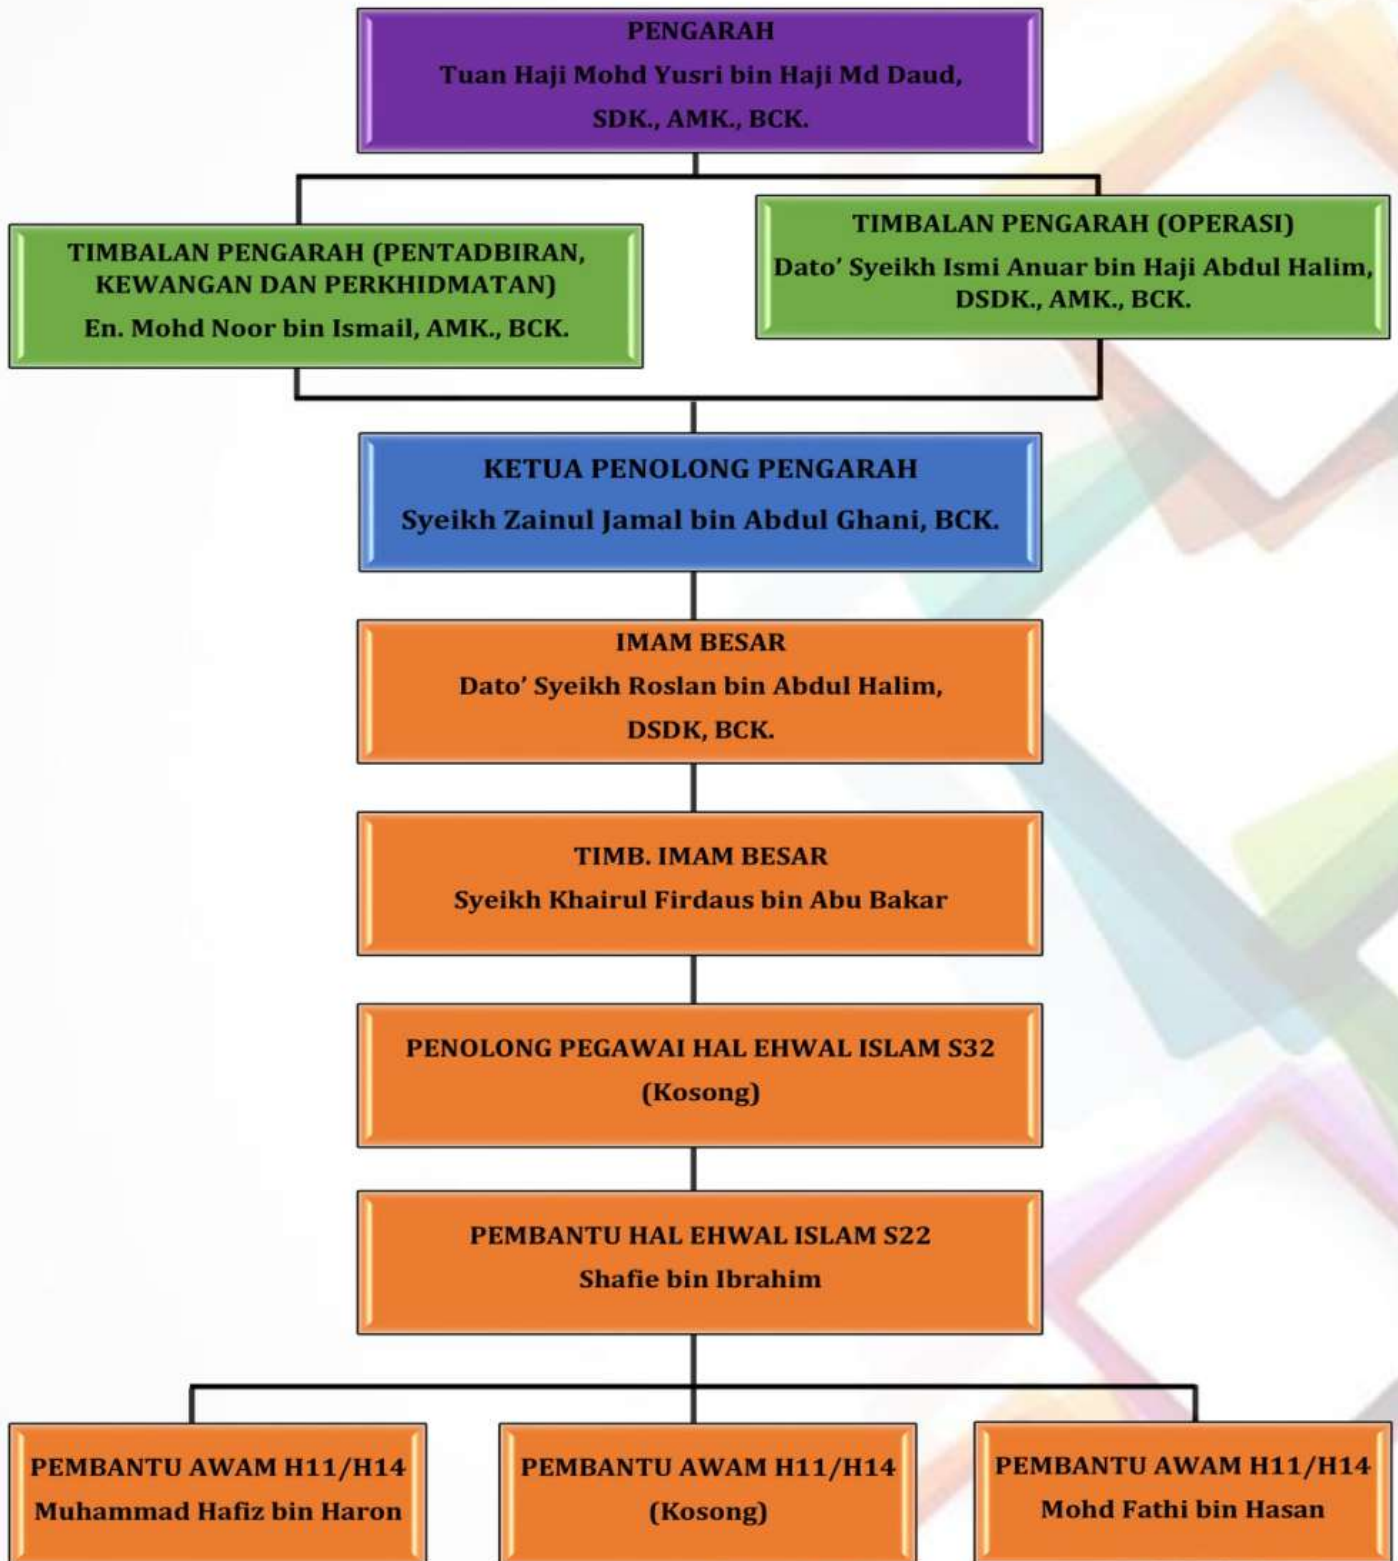 PENGARAH
Tuan Haji Mohd Yusri bin Haji Md Daud,
SDK., AMK., BCK.
TIMBALAN PENGARAH (PENTADBIRAN,
KEWANGAN DAN PERKHIDMATAN)
En. Mohd Noor bin Ismail, AMK., BCK.
TIMBALAN PENGARAH (OPERASI)
Dato’ Syeikh Ismi Anuar bin Haji Abdul Halim,
DSDK., AMK., BCK.
KETUA PENOLONG PENGARAH
Syeikh Zainul Jamal bin Abdul Ghani, BCK.
IMAM BESAR
Dato’ Syeikh Roslan bin Abdul Halim,
DSDK, BCK.
TIMB. IMAM BESAR
Syeikh Khairul Firdaus bin Abu Bakar
PENOLONG PEGAWAI HAL EHWAL ISLAM S32
(Kosong)
PEMBANTU HAL EHWAL ISLAM S22
Shafie bin Ibrahim
PEMBANTU AWAM H11/H14
Muhammad Hafiz bin Haron
PEMBANTU AWAM H11/H14
(Kosong)
PEMBANTU AWAM H11/H14
Mohd Fathi bin Hasan